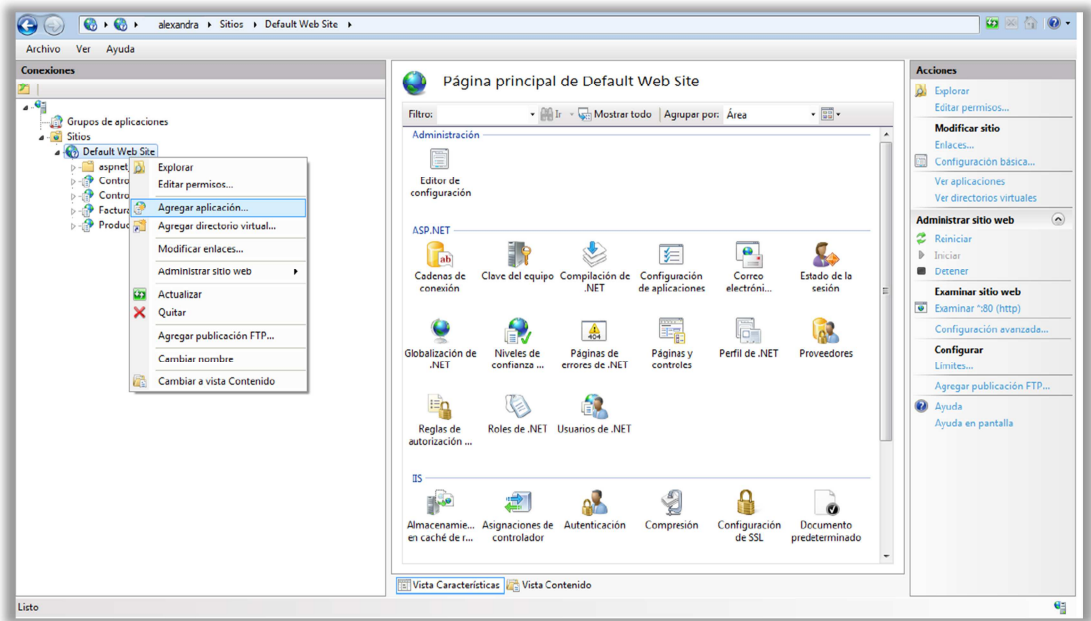 alexandra Sitios Default Web Site
Archivo Ver Ayuda
Conexiones
Grupos de aplicaciones
Sitios
Default Web Site
aspnet
Contro
Contro
Factura
Produc
Explorar
Editar permisos...
Agregar aplicación...
Agregar directorio virtual...
Modificar enlaces...
Administrar sitio web
Actualizar
Quitar
Agregar publicación FTP...
Cambiar nombre
Cambiar a vista Contenido
Página principal de Default Web Site
Filtro: Ir Mostrar todo Agrupar por: Área
Administración
Editor de
configuración
ASP.NET
Cadenas de
conexión
Clave del equipo
Compilación de
.NET
Configuración
de aplicaciones
Correo
electróni...
Estado de la
sesión
Globalización de
.NET
Niveles de
confianza ...
404
Páginas de
errores de .NET
Páginas y
controles
Perfil de .NET
Proveedores
Reglas de
autorización ...
Roles de .NET
Usuarios de .NET
IIS
Almacenamie...
en caché de r...
Asignaciones de
controlador
Autenticación
Compresión
Configuración
de SSL
Documento
predeterminado
Vista Características Vista Contenido
Acciones
Explorar
Editar permisos...
Modificar sitio
Enlaces...
Configuración básica...
Ver aplicaciones
Ver directorios virtuales
Administrar sitio web
Reiniciar
Iniciar
Detener
Examinar sitio web
Examinar *:80 (http)
Configuración avanzada...
Configurar
Límites...
Agregar publicación FTP...
Ayuda
Ayuda en pantalla
Listo